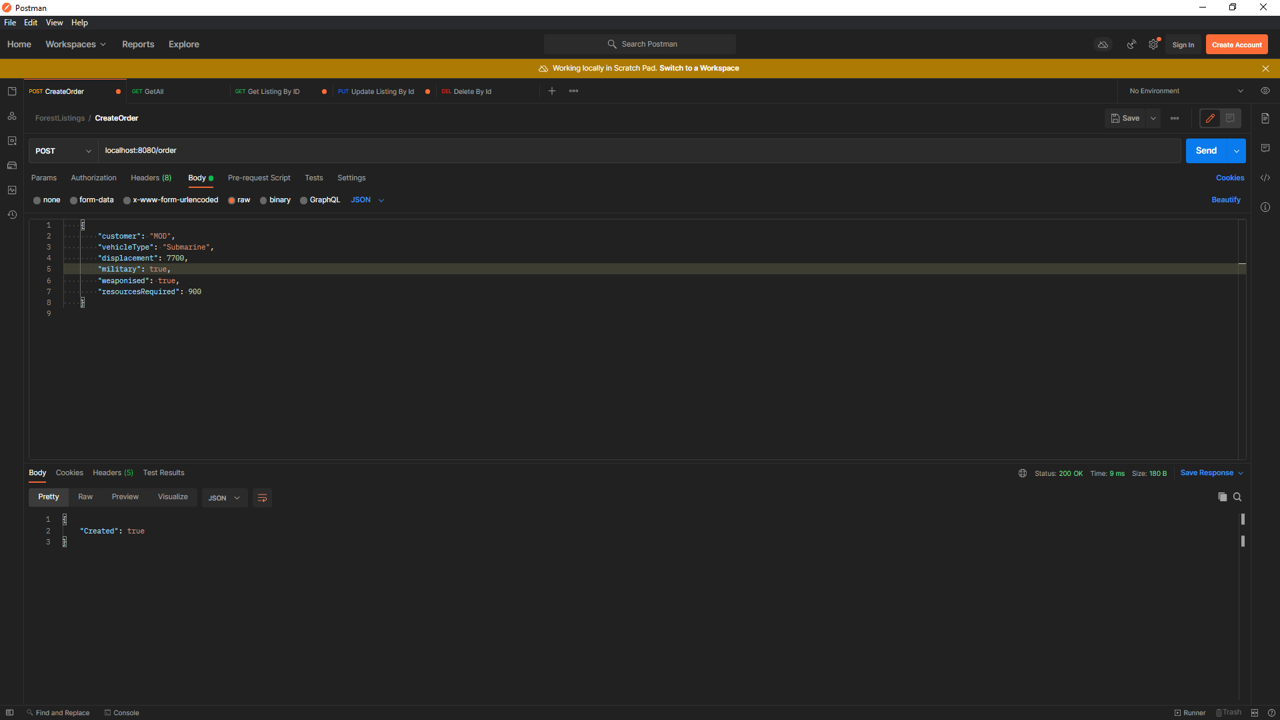 Postman
File Edit View Help
Home Workspaces Reports Explore Search Postman Sign In Create Account
Working locally in Scratch Pad. Switch to a Workspace
POST CreateOrder GET GetAll GET Get Listing By ID PUT Update Listing By Id DEL Delete By Id No Environment
ForestListings / CreateOrder Save
POST localhost:8080/order Send
Params Authorization Headers (8) Body Pre-request Script Tests Settings Cookies
none form-data x-www-form-urlencoded raw binary GraphQL JSON Beautify
1 {
2 "customer": "MOD",
3 "vehicleType": "Submarine",
4 "displacement": 7700,
5 "military": true,
6 "weaponised": true,
7 "resourcesRequired": 900
8 }
9
Body Cookies Headers (5) Test Results Status: 200 OK Time: 9 ms Size: 180 B Save Response
Pretty Raw Preview Visualize JSON
1 {
2 "Created": true
3 }
Find and Replace Console Runner Trash